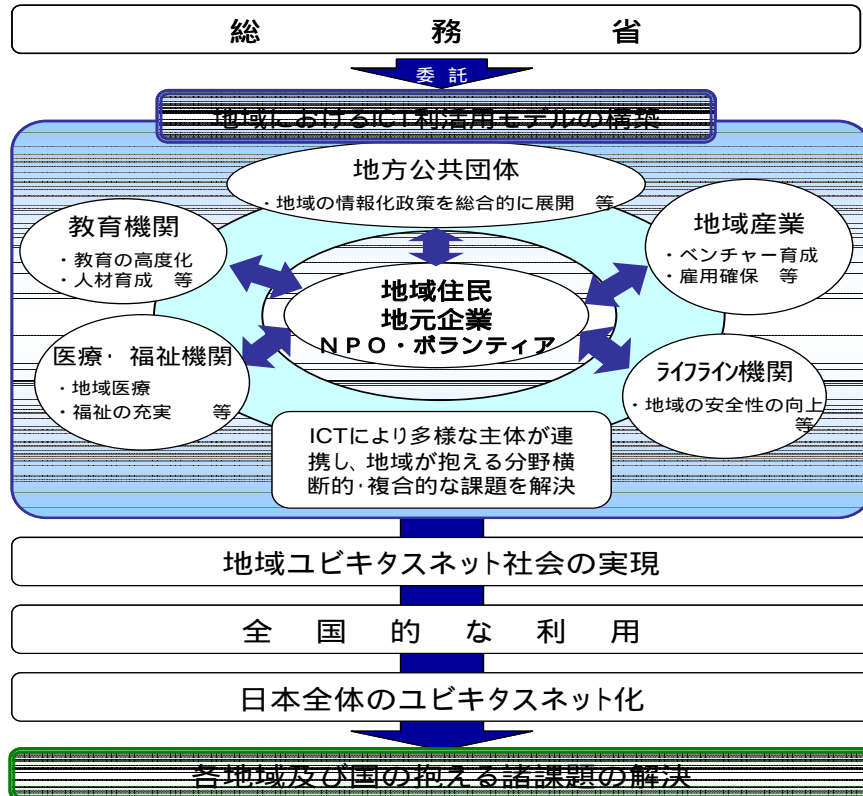 総務省
委託
地域におけるICT利活用モデルの構築
地方公共団体
・地域の情報化政策を総合的に展開 等
教育機関
・教育の高度化
・人材育成 等
地域産業
・ベンチャー育成
・雇用確保 等
地域住民
地元企業
NPO・ボランティア
医療・福祉機関
・地域医療
・福祉の充実 等
ライフライン機関
・地域の安全性の向上
等
ICTにより多様な主体が連
携し、地域が抱える分野横
断的・複合的な課題を解決
地域ユビキタスネット社会の実現
全国的な利用
日本全体のユビキタスネット化
各地域及び国の抱える諸課題の解決